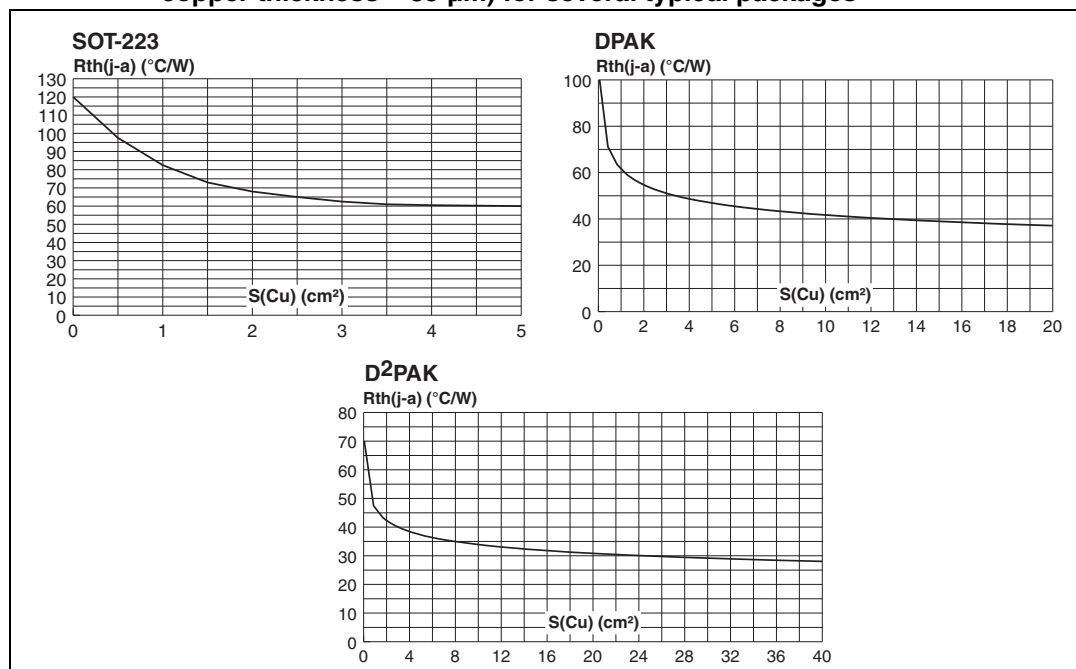 copper thickness = 35 µm) for several typical packages
SOT-223
Rth(j-a) (°C/W)
130
120
110
100
90
80
70
60
50
40
30
20
10
0
S(Cu) (cm²)
0 1 2 3 4 5
DPAK
Rth(j-a) (°C/W)
100
80
60
40
20
0
S(Cu) (cm²)
0 2 4 6 8 10 12 14 16 18 20
D²PAK
Rth(j-a) (°C/W)
80
70
60
50
40
30
20
10
0
S(Cu) (cm²)
0 4 8 12 16 20 24 28 32 36 40